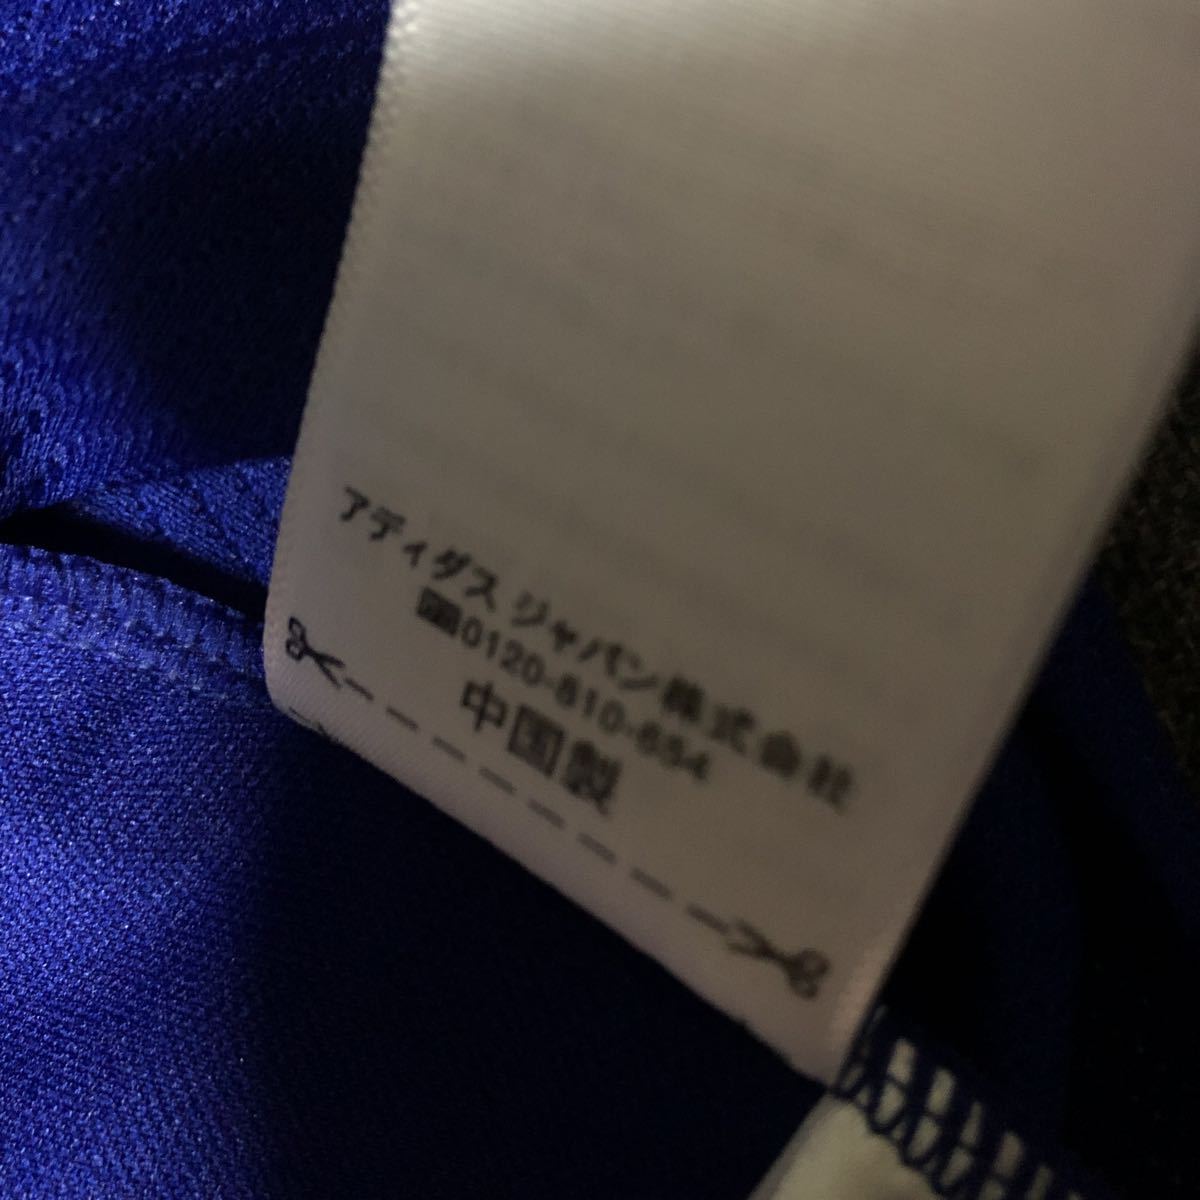 アディダス ジャパン株式会社
0120-810-654
中国製